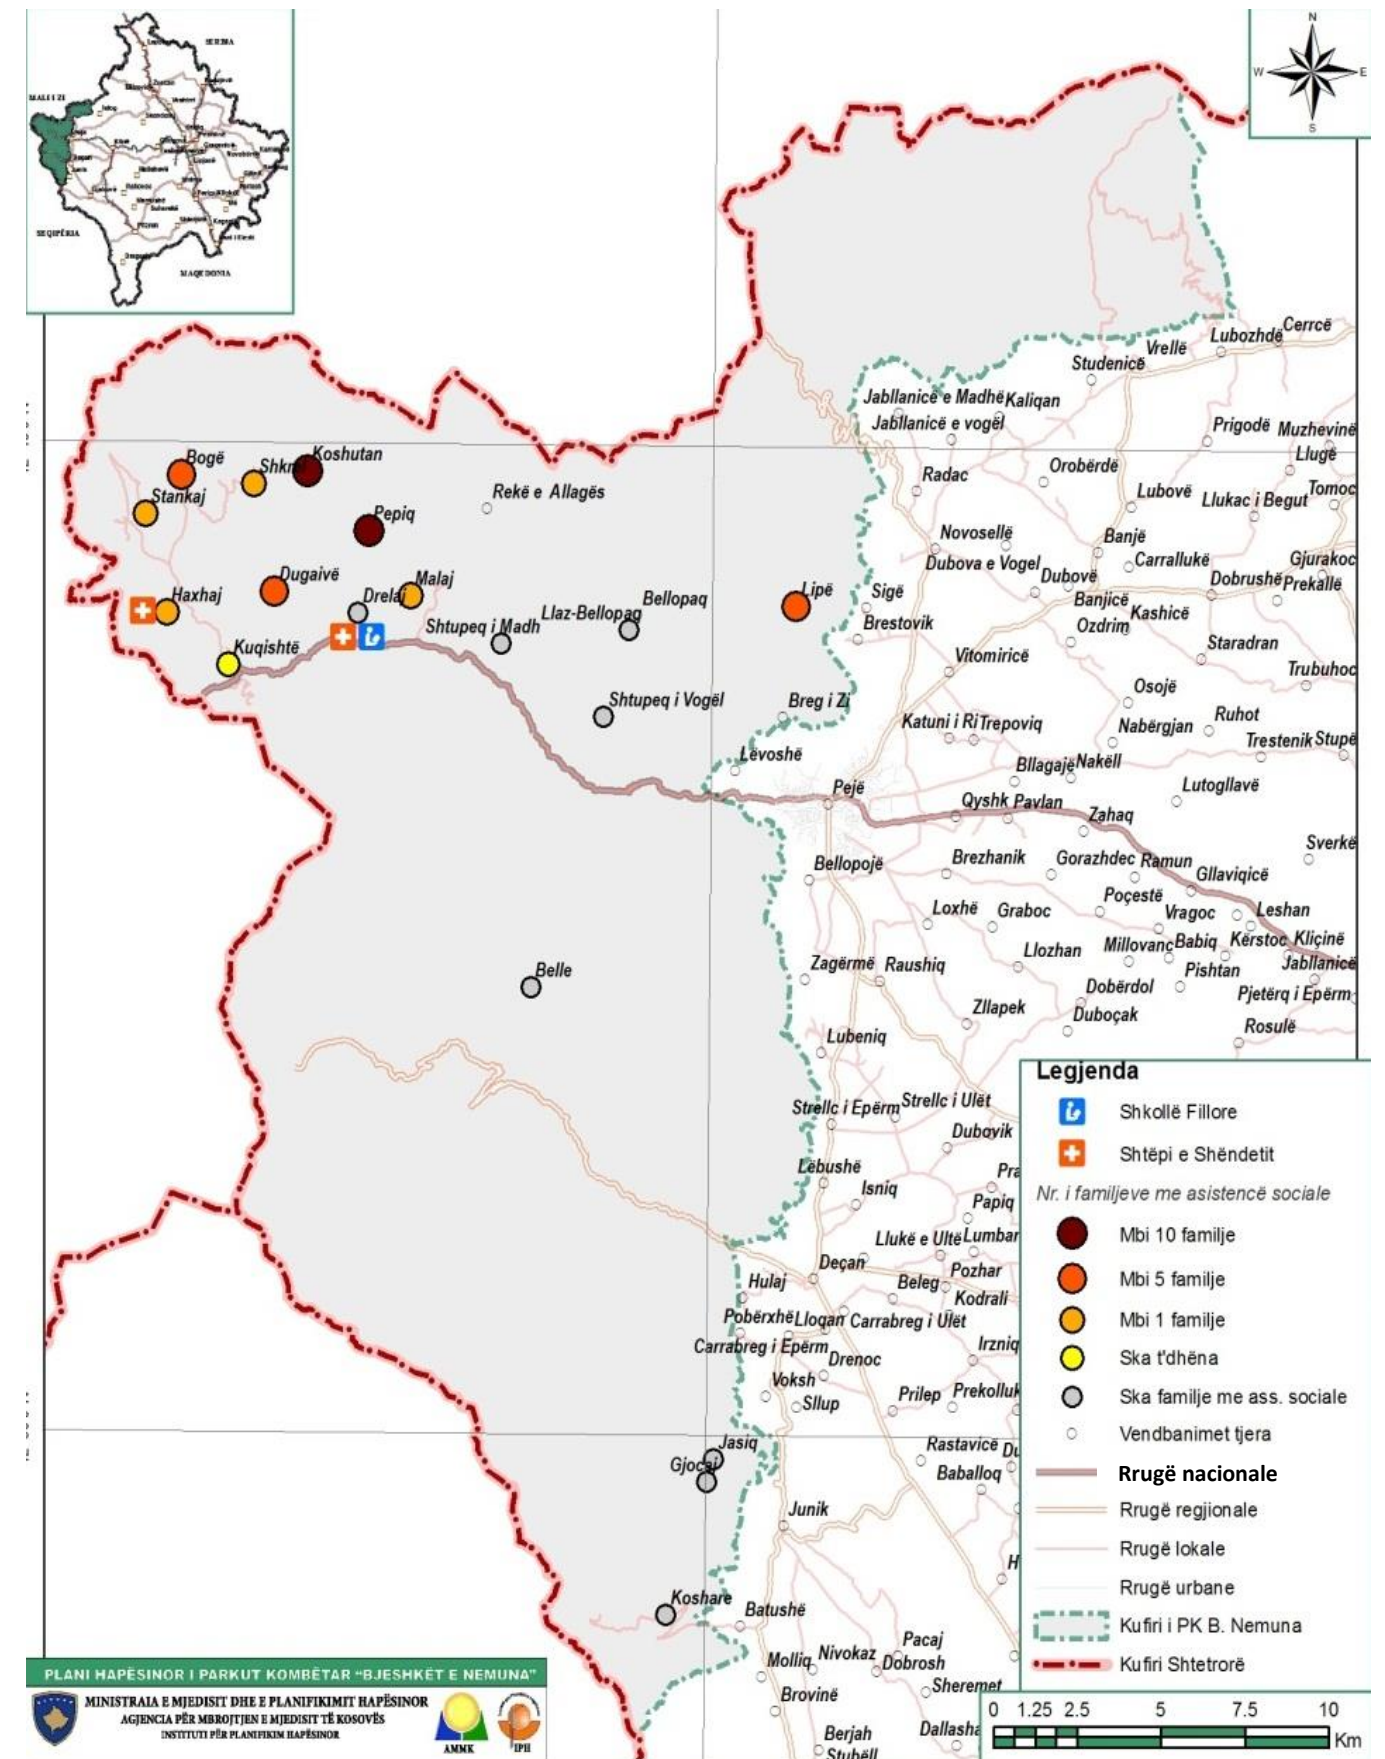 SERBIA
MALI I ZI
SHQIPËRIA
MAQEDONIA
N
W
E
S
Cerrcë
Lubozhdë
Vrellë
Studenicë
Jabllanicë e Madhë
Kaliqan
Jabllanicë e vogël
Prigodë
Muzhevinë
Llugë
Bogë
Koshutan
Stankaj
Rekë e Allagës
Radac
Orobërdë
Lubovë
Llukac i Begut
Tomoc
Pepiq
Novosellë
Banjë
Dubova e Vogel
Carrallukë
Gjurakoc
Dugaivë
Malaj
Haxhaj
Drelaj
Lipë
Sigë
Dubovë
Dobrushë
Prekallë
Banjicë
Kashicë
Llaz-Bellopaq
Bellopaq
Shtupeq i Madh
Brestovik
Ozdrim
Staradran
Kuqishtë
Vitomiricë
Trubuhoc
Osojë
Shtupeq i Vogël
Breg i Zi
Katuni i Ri
Trepoviq
Nabërgjan
Ruhot
Trestenik
Stupë
Lëvoshë
Bllagajë
Nakëll
Lutogllavë
Pejë
Qyshk
Pavlan
Zahaq
Sverkë
Bellopojë
Brezhanik
Gorazhdec
Ramun
Gllaviqicë
Poçestë
Loxhë
Graboc
Vragoc
Leshan
Llozhan
Millovanc
Babiq
Kërstoc
Kliçinë
Belle
Zagërmë
Raushiq
Pishtan
Jabllanicë
Dobërdol
Pjetërq i Epërm
Zllapek
Duboçak
Rosulë
Lubeniq
Strellc i Epërm
Strellc i Ulët
Dubovik
Lëbushë
Isniq
Pra
Papiq
Llukë e Ultë
Lumbar
Deçan
Hulaj
Beleg
Pozhar
Kodrali
Pobërxhë
Lloqan
Carrabreg i Ulët
Carrabreg i Epërm
Irzniq
Drenoc
Voksh
Sllup
Prilep
Prekolluk
Jasiq
Gjocaj
Rastavicë
Du
Baballoq
Junik
H
Koshare
Batushë
Molliq
Nivokaz
Pacaj
Dobrosh
Brovinë
Sheremet
Berjah
Dallasha
Stubëll
Legjenda
Shkollë Fillore
Shtëpi e Shëndetit
Nr. i familjeve me asistencë sociale
Mbi 10 familje
Mbi 5 familje
Mbi 1 familje
Ska t'dhëna
Ska familje me ass. sociale
Vendbanimet tjera
Rrugë nacionale
Rrugë regjionale
Rrugë lokale
Rrugë urbane
Kufiri i PK B. Nemuna
Kufiri Shtetrorë
0 1.25 2.5 5 7.5 10
Km
PLANI HAPËSINOR I PARKUT KOMBËTAR "BJESHKËT E NEMUNA"
MINISTRAIA E MJEDISIT DHE E PLANIFIKIMIT HAPËSINOR
AGJENCIA PËR MBROJTJEN E MJEDISIT TË KOSOVËS
INSTITUTI PËR PLANIFIKIM HAPËSINOR
AMMK
IPH